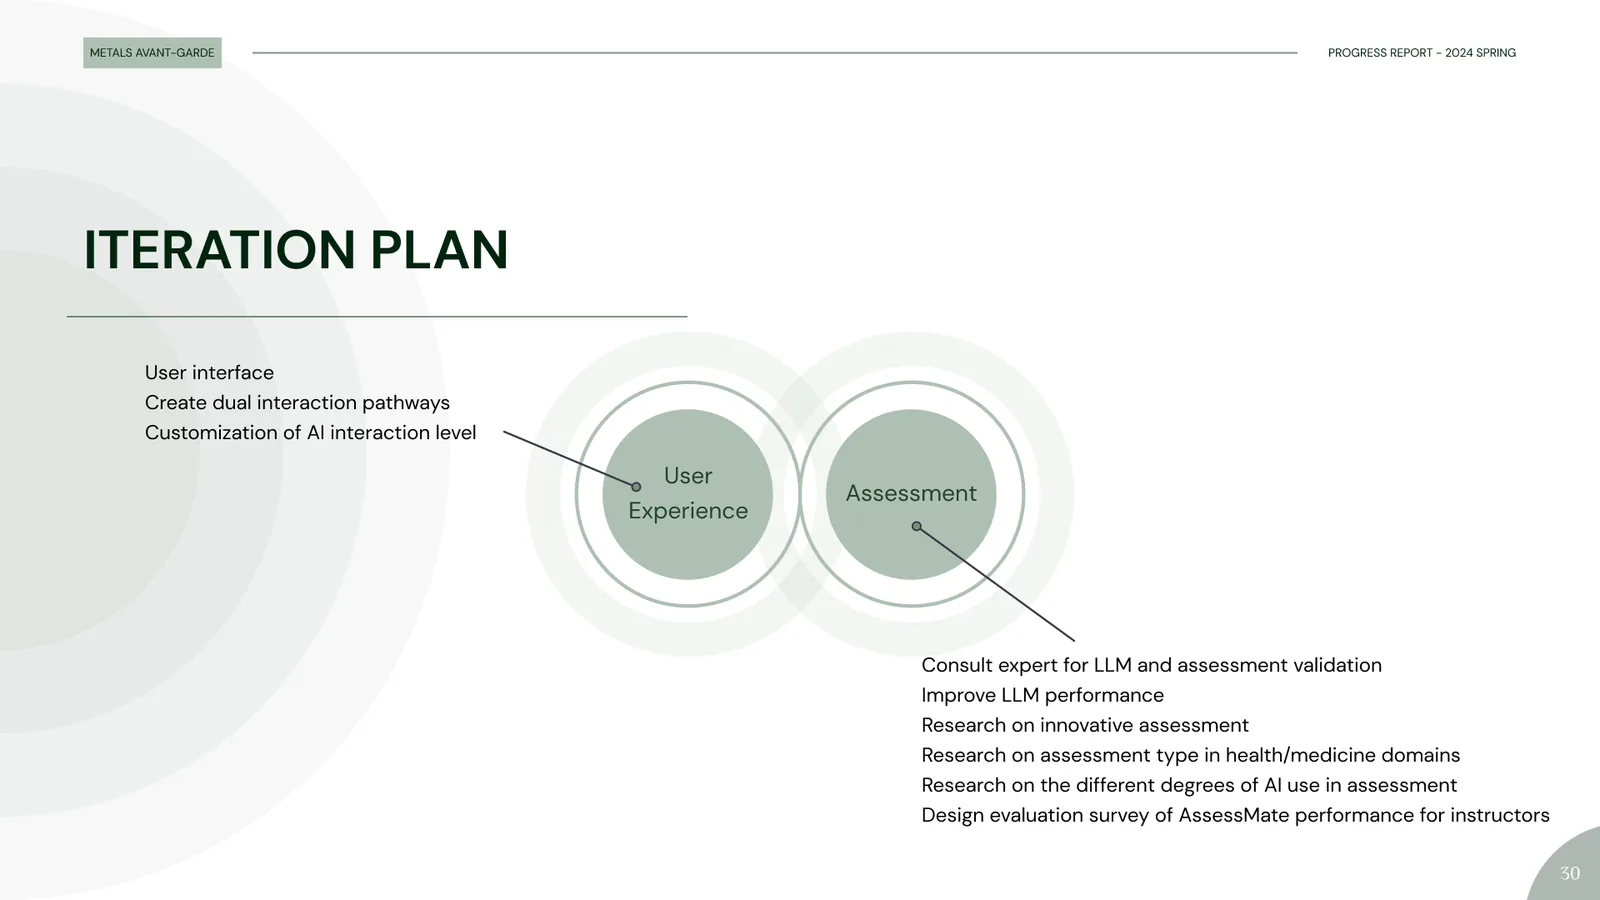 METALS AVANT-GARDE
PROGRESS REPORT - 2024 SPRING
ITERATION PLAN
User interface
Create dual interaction pathways
Customization of AI interaction level
User
Experience
Assessment
Consult expert for LLM and assessment validation
Improve LLM performance
Research on innovative assessment
Research on assessment type in health/medicine domains
Research on the different degrees of AI use in assessment
Design evaluation survey of AssessMate performance for instructors
30